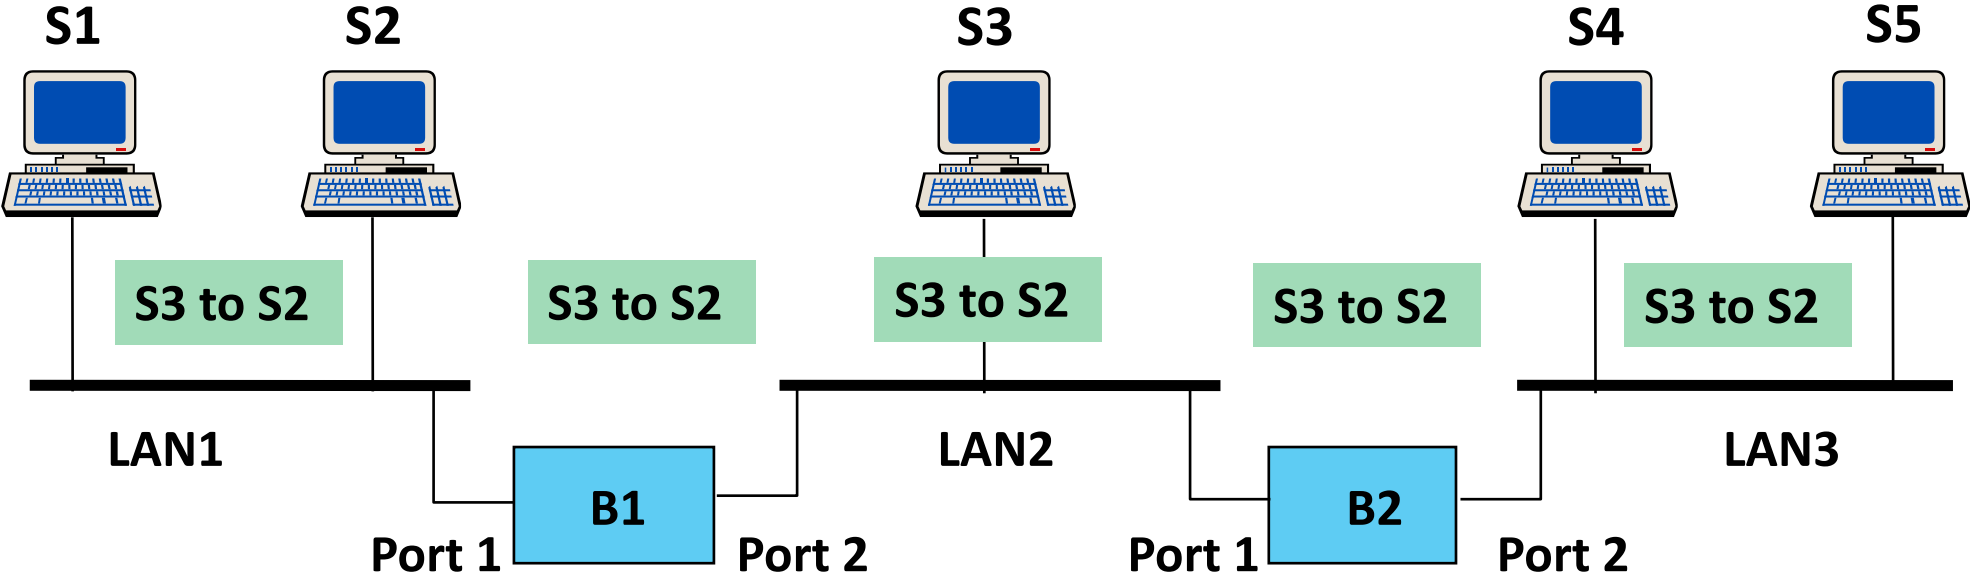 S1 S2 S3 S4 S5
S3 to S2 S3 to S2 S3 to S2 S3 to S2 S3 to S2
LAN1 LAN2 LAN3
B1 B2
Port 1 Port 2 Port 1 Port 2